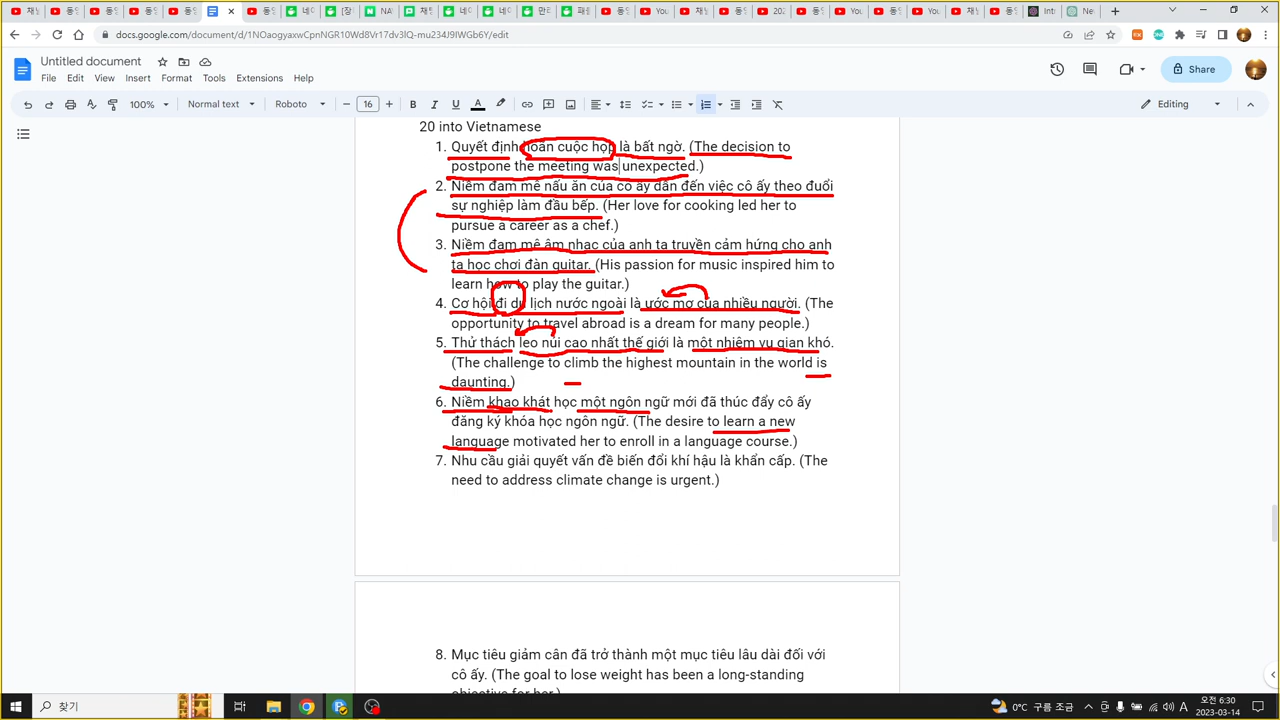 docs.google.com/document/d/1NOaogyaxwCpnNGR10Wd8Vr17dv3lQ-mu234J9IWGb6Y/edit
Untitled document
File Edit View Insert Format Tools Extensions Help
Share
100% Normal text Roboto 16 Editing
20 into Vietnamese
1. Quyết định hoãn cuộc họp là bất ngờ. (The decision to
postpone the meeting was unexpected.)
2. Niềm đam mê nấu ăn của cô ấy dẫn đến việc cô ấy theo đuổi
sự nghiệp làm đầu bếp. (Her love for cooking led her to
pursue a career as a chef.)
3. Niềm đam mê âm nhạc của anh ta truyền cảm hứng cho anh
ta học chơi đàn guitar. (His passion for music inspired him to
learn how to play the guitar.)
4. Cơ hội đi du lịch nước ngoài là ước mơ của nhiều người. (The
opportunity to travel abroad is a dream for many people.)
5. Thử thách leo núi cao nhất thế giới là một nhiệm vụ gian khó.
(The challenge to climb the highest mountain in the world is
daunting.)
6. Niềm khao khát học một ngôn ngữ mới đã thúc đẩy cô ấy
đăng ký khóa học ngôn ngữ. (The desire to learn a new
language motivated her to enroll in a language course.)
7. Nhu cầu giải quyết vấn đề biến đổi khí hậu là khẩn cấp. (The
need to address climate change is urgent.)
8. Mục tiêu giảm cân đã trở thành một mục tiêu lâu dài đối với
cô ấy. (The goal to lose weight has been a long-standing
objective for her.)
찾기
0°C 구름 조금
A
오전 6:30
2023-03-14